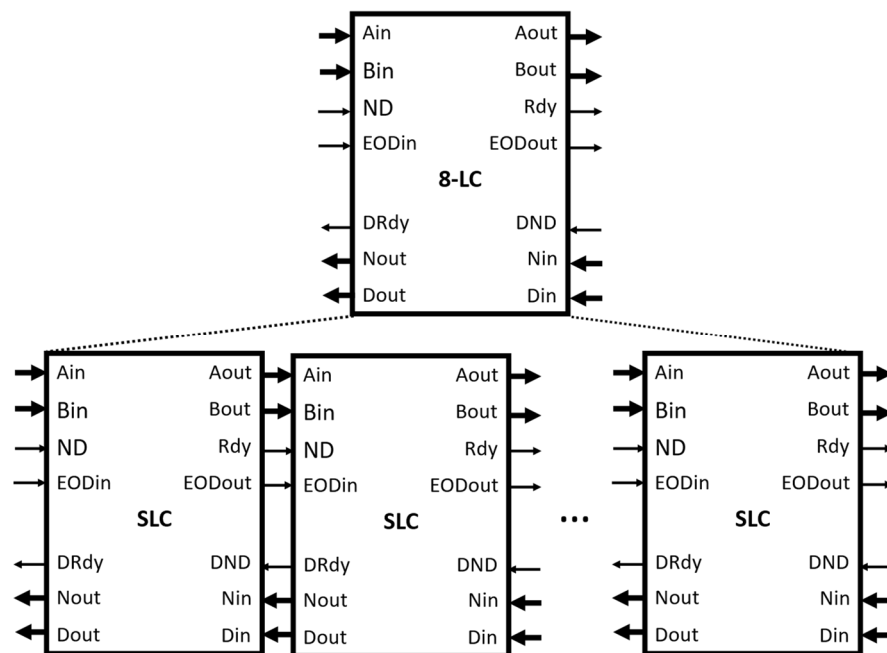 Ain Aout
Bin Bout
ND Rdy
EODin EODout
8-LC
DRdy DND
Nout Nin
Dout Din
Ain Aout Ain Aout Ain Aout
Bin Bout Bin Bout Bin Bout
ND Rdy ND Rdy ND Rdy
EODin EODout EODin EODout EODin EODout
SLC SLC ... SLC
DRdy DND DRdy DND DRdy DND
Nout Nin Nout Nin Nout Nin
Dout Din Dout Din Dout Din